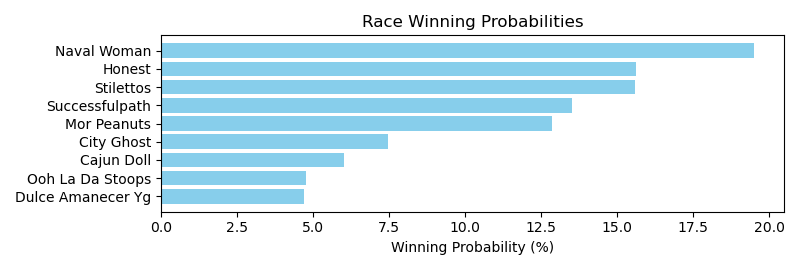 Race Winning Probabilities
Naval Woman
Honest
Stilettos
Successfulpath
Mor Peanuts
City Ghost
Cajun Doll
Ooh La Da Stoops
Dulce Amanecer Yg
0.0 2.5 5.0 7.5 10.0 12.5 15.0 17.5 20.0
Winning Probability (%)